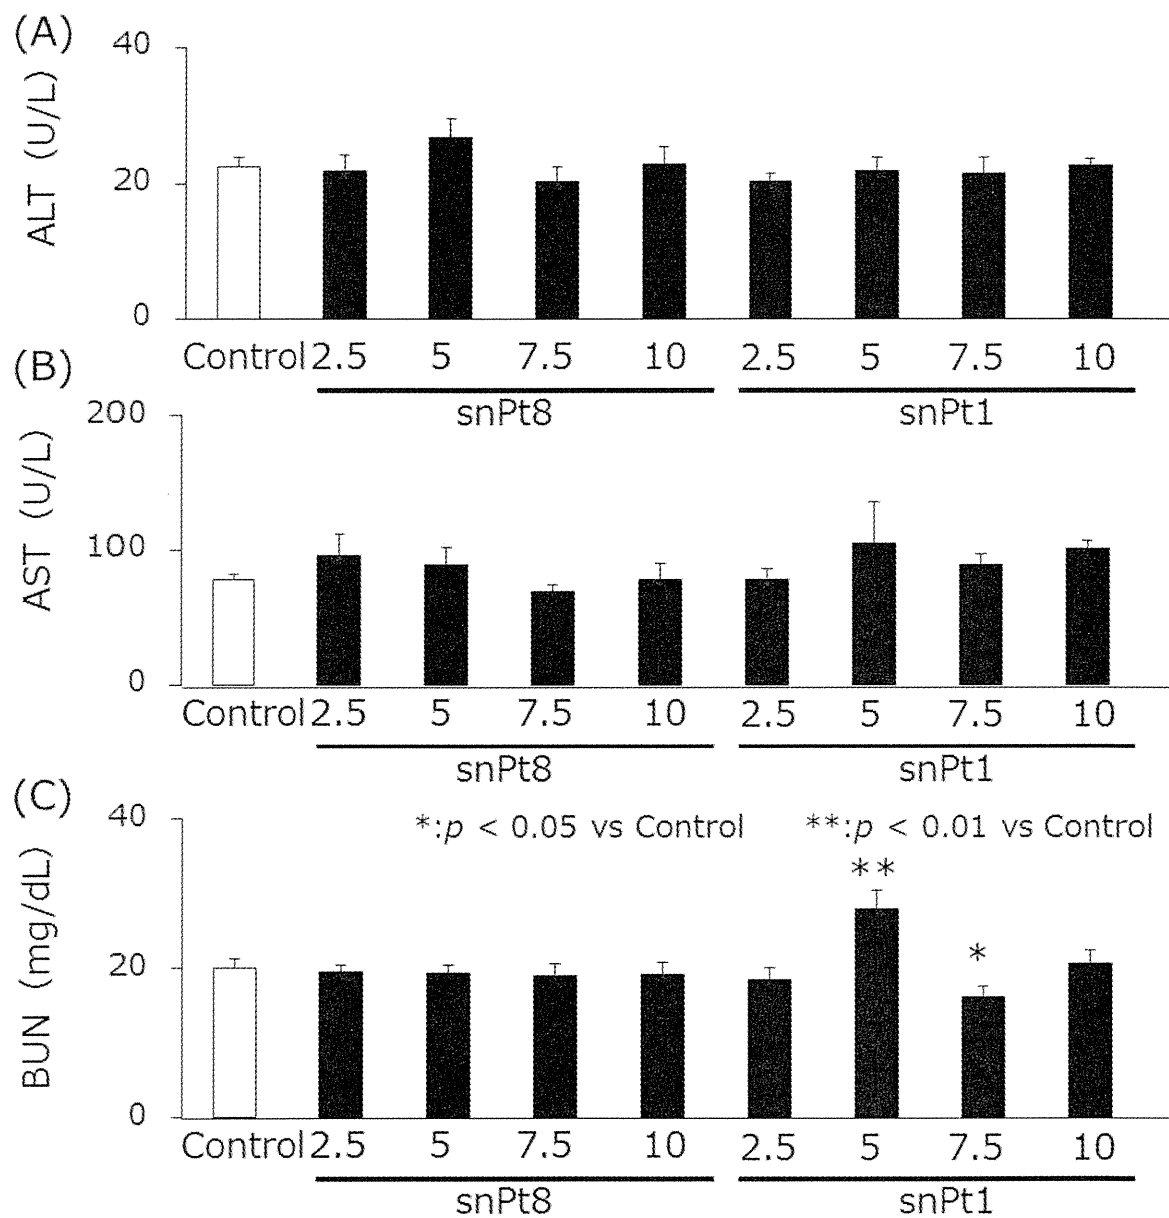 (A)
ALT (U/L)
40
20
0
Control 2.5 5 7.5 10 2.5 5 7.5 10
snPt8 snPt1
(B)
AST (U/L)
200
100
0
Control 2.5 5 7.5 10 2.5 5 7.5 10
snPt8 snPt1
(C)
BUN (mg/dL)
40
20
0
*:p < 0.05 vs Control **:p < 0.01 vs Control
**
*
Control 2.5 5 7.5 10 2.5 5 7.5 10
snPt8 snPt1